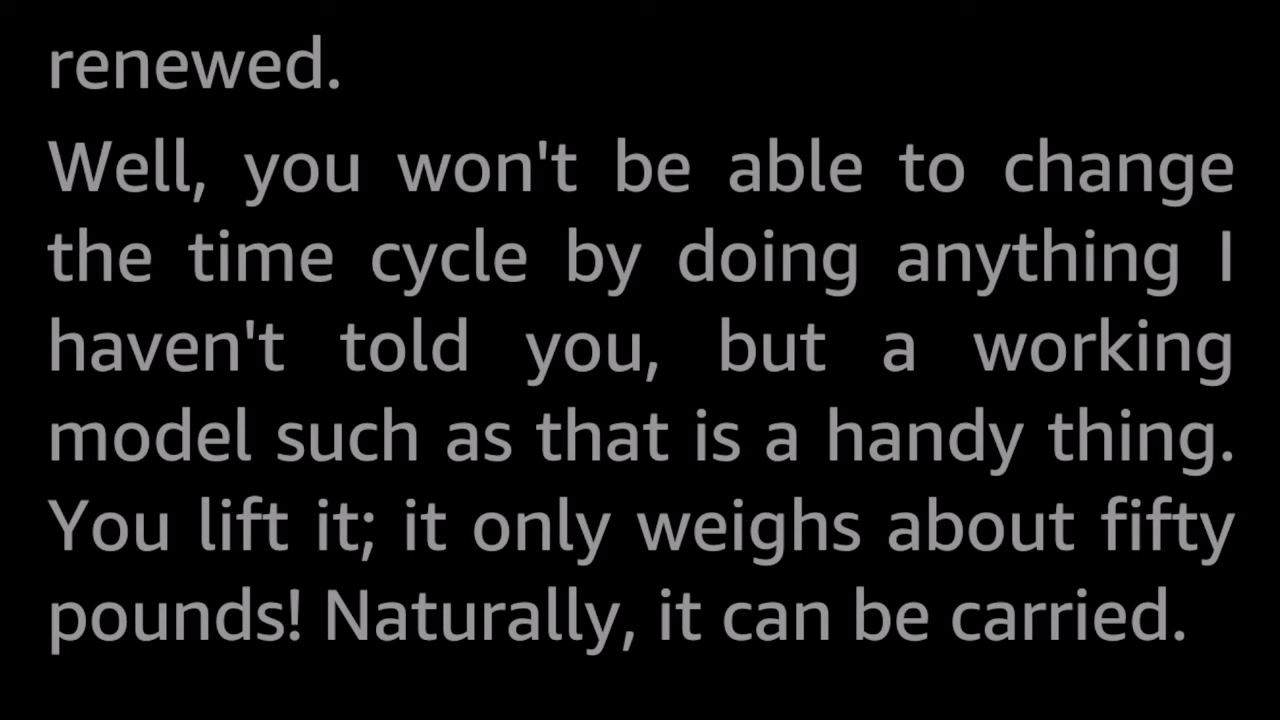 renewed.
Well, you won't be able to change
the time cycle by doing anything I
haven't told you, but a working
model such as that is a handy thing.
You lift it; it only weighs about fifty
pounds! Naturally, it can be carried.